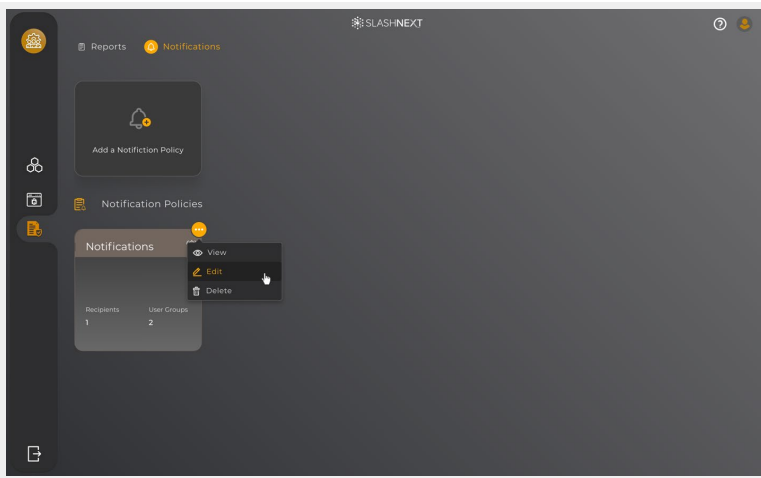 SLASHNEXT
Reports Notifications
Add a Notifiction Policy
Notification Policies
Notifications
View
Edit
Delete
Recipients User Groups
1 2